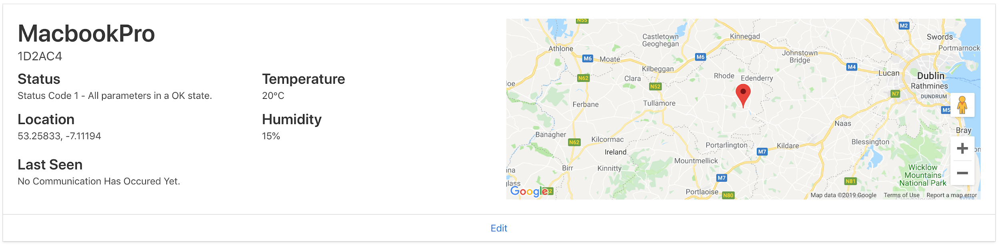 MacbookPro
1D2AC4
Status
Status Code 1 - All parameters in a OK state.
Temperature
20°C
Location
53.25833, -7.11194
Humidity
15%
Last Seen
No Communication Has Occured Yet.
N55
M2
Castletown
Geoghegan
Kinnegad
Swords
Athlone
Portmarnock
M6
Moate
M6
Johnstown
Bridge
M4
Kilbeggan
Lucan
Dublin
N62
Clara
Rhode
Edenderry
loe
N52
Rathmines
N7
DUNDRUM
Ferbane
Tullamore
M5
Naas
Banagher
Bray
N62
Kilcormac
Blessington
Portarlington
Kildare
Ireland
M7
Mountmellick
Birr
Kinnitty
Wicklow
Mountains
National Park
M7
N81
Portlaoise
N80
Google
Map data ©2019 Google
Terms of Use
Report a map error
Edit